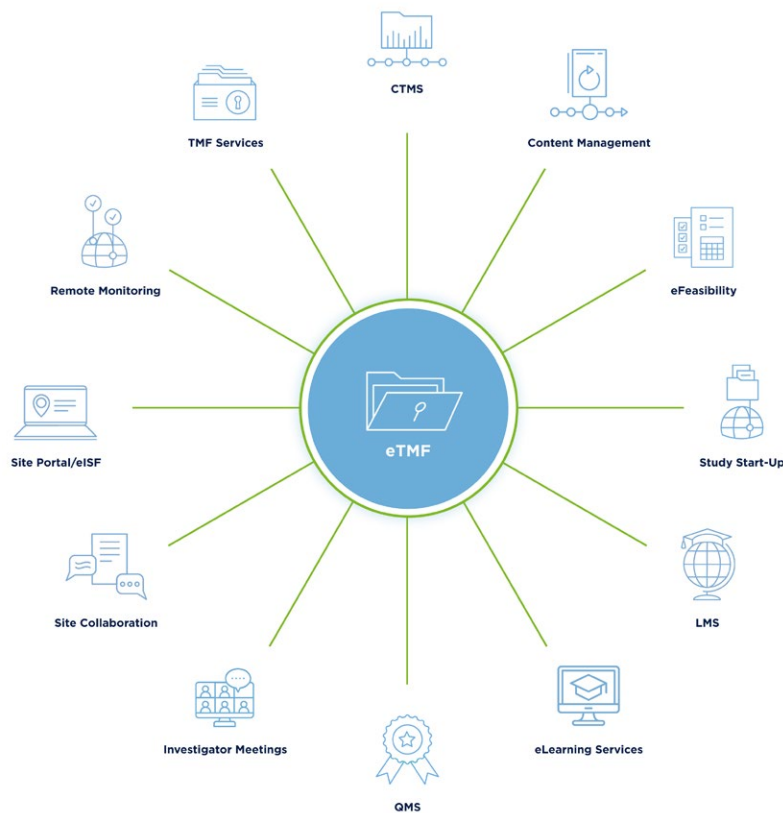 CTMS
TMF Services
Content Management
Remote Monitoring
eFeasibility
eTMF
Site Portal/eISF
Study Start-Up
Site Collaboration
LMS
Investigator Meetings
eLearning Services
QMS